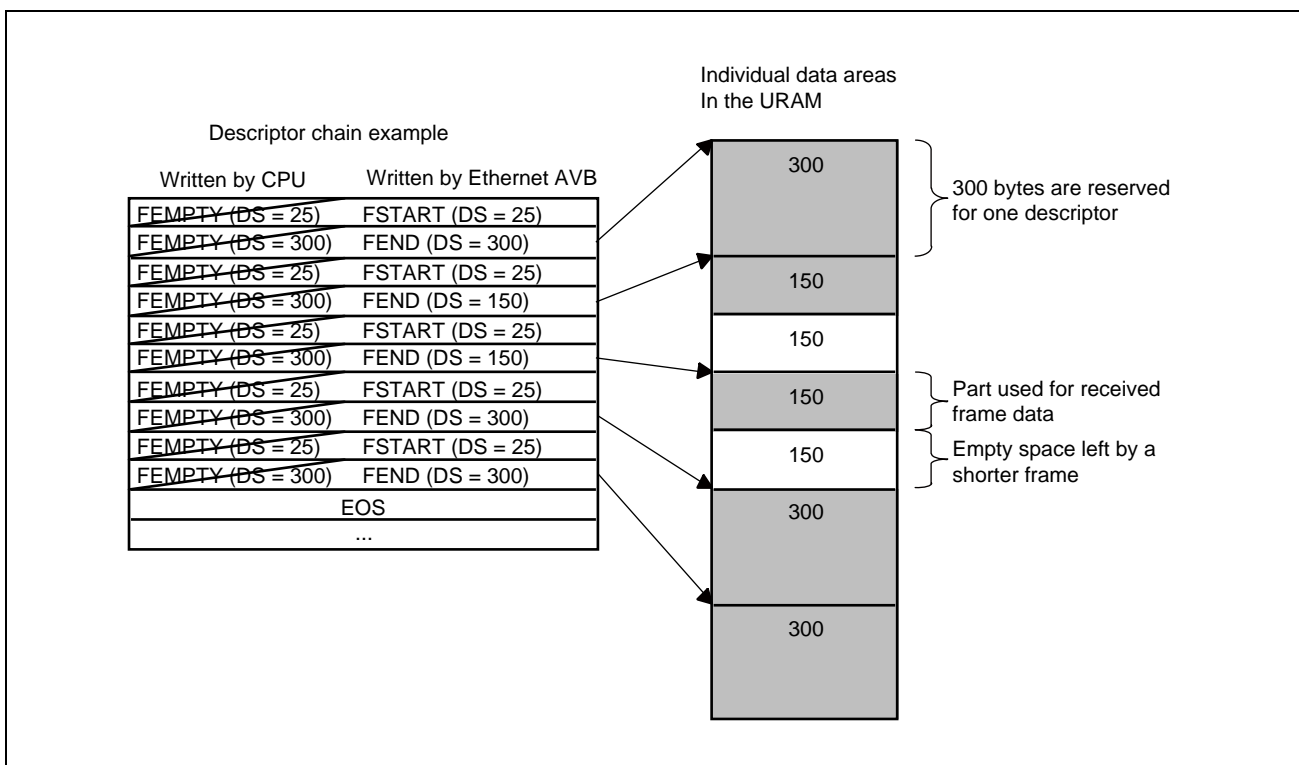 Individual data areas
In the URAM
Descriptor chain example
Written by CPU
Written by Ethernet AVB
FEMPTY (DS = 25) FSTART (DS = 25)
FEMPTY (DS = 300) FEND (DS = 300)
FEMPTY (DS = 25) FSTART (DS = 25)
FEMPTY (DS = 300) FEND (DS = 150)
FEMPTY (DS = 25) FSTART (DS = 25)
FEMPTY (DS = 300) FEND (DS = 150)
FEMPTY (DS = 25) FSTART (DS = 25)
FEMPTY (DS = 300) FEND (DS = 300)
FEMPTY (DS = 25) FSTART (DS = 25)
FEMPTY (DS = 300) FEND (DS = 300)
EOS
...
300
150
150
150
150
300
300
300 bytes are reserved
for one descriptor
Part used for received
frame data
Empty space left by a
shorter frame